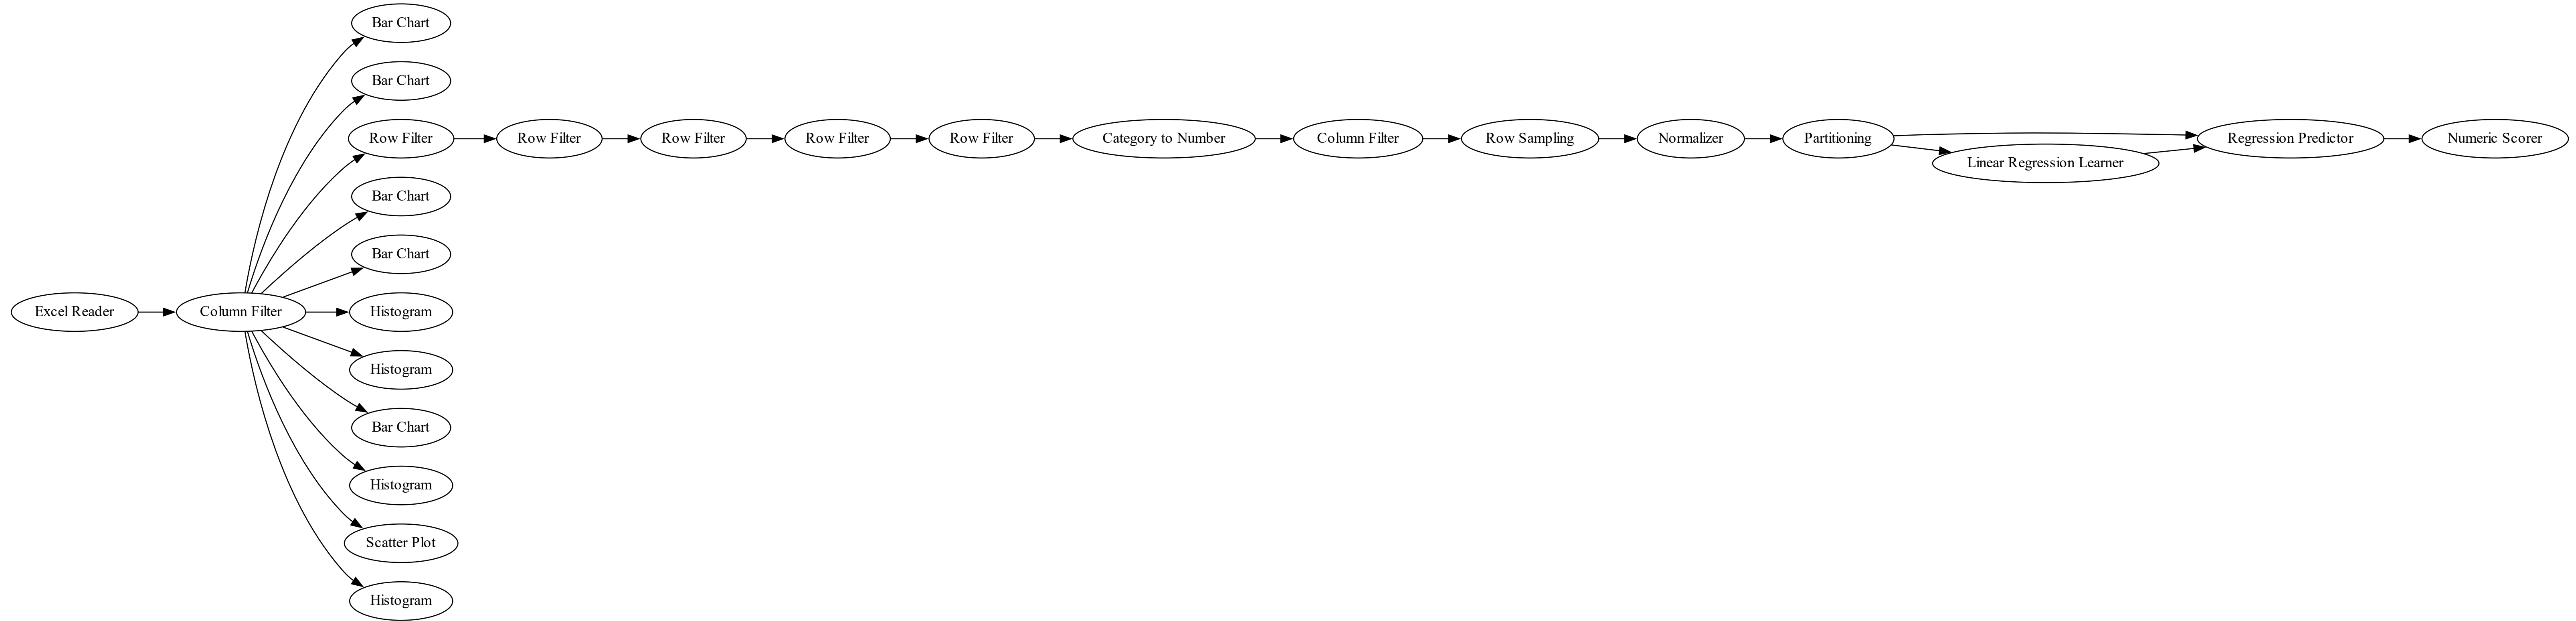 Bar Chart
Bar Chart
Row Filter
Row Filter
Row Filter
Row Filter
Row Filter
Category to Number
Column Filter
Row Sampling
Normalizer
Partitioning
Regression Predictor
Numeric Scorer
Linear Regression Learner
Bar Chart
Bar Chart
Excel Reader
Column Filter
Histogram
Histogram
Bar Chart
Histogram
Scatter Plot
Histogram